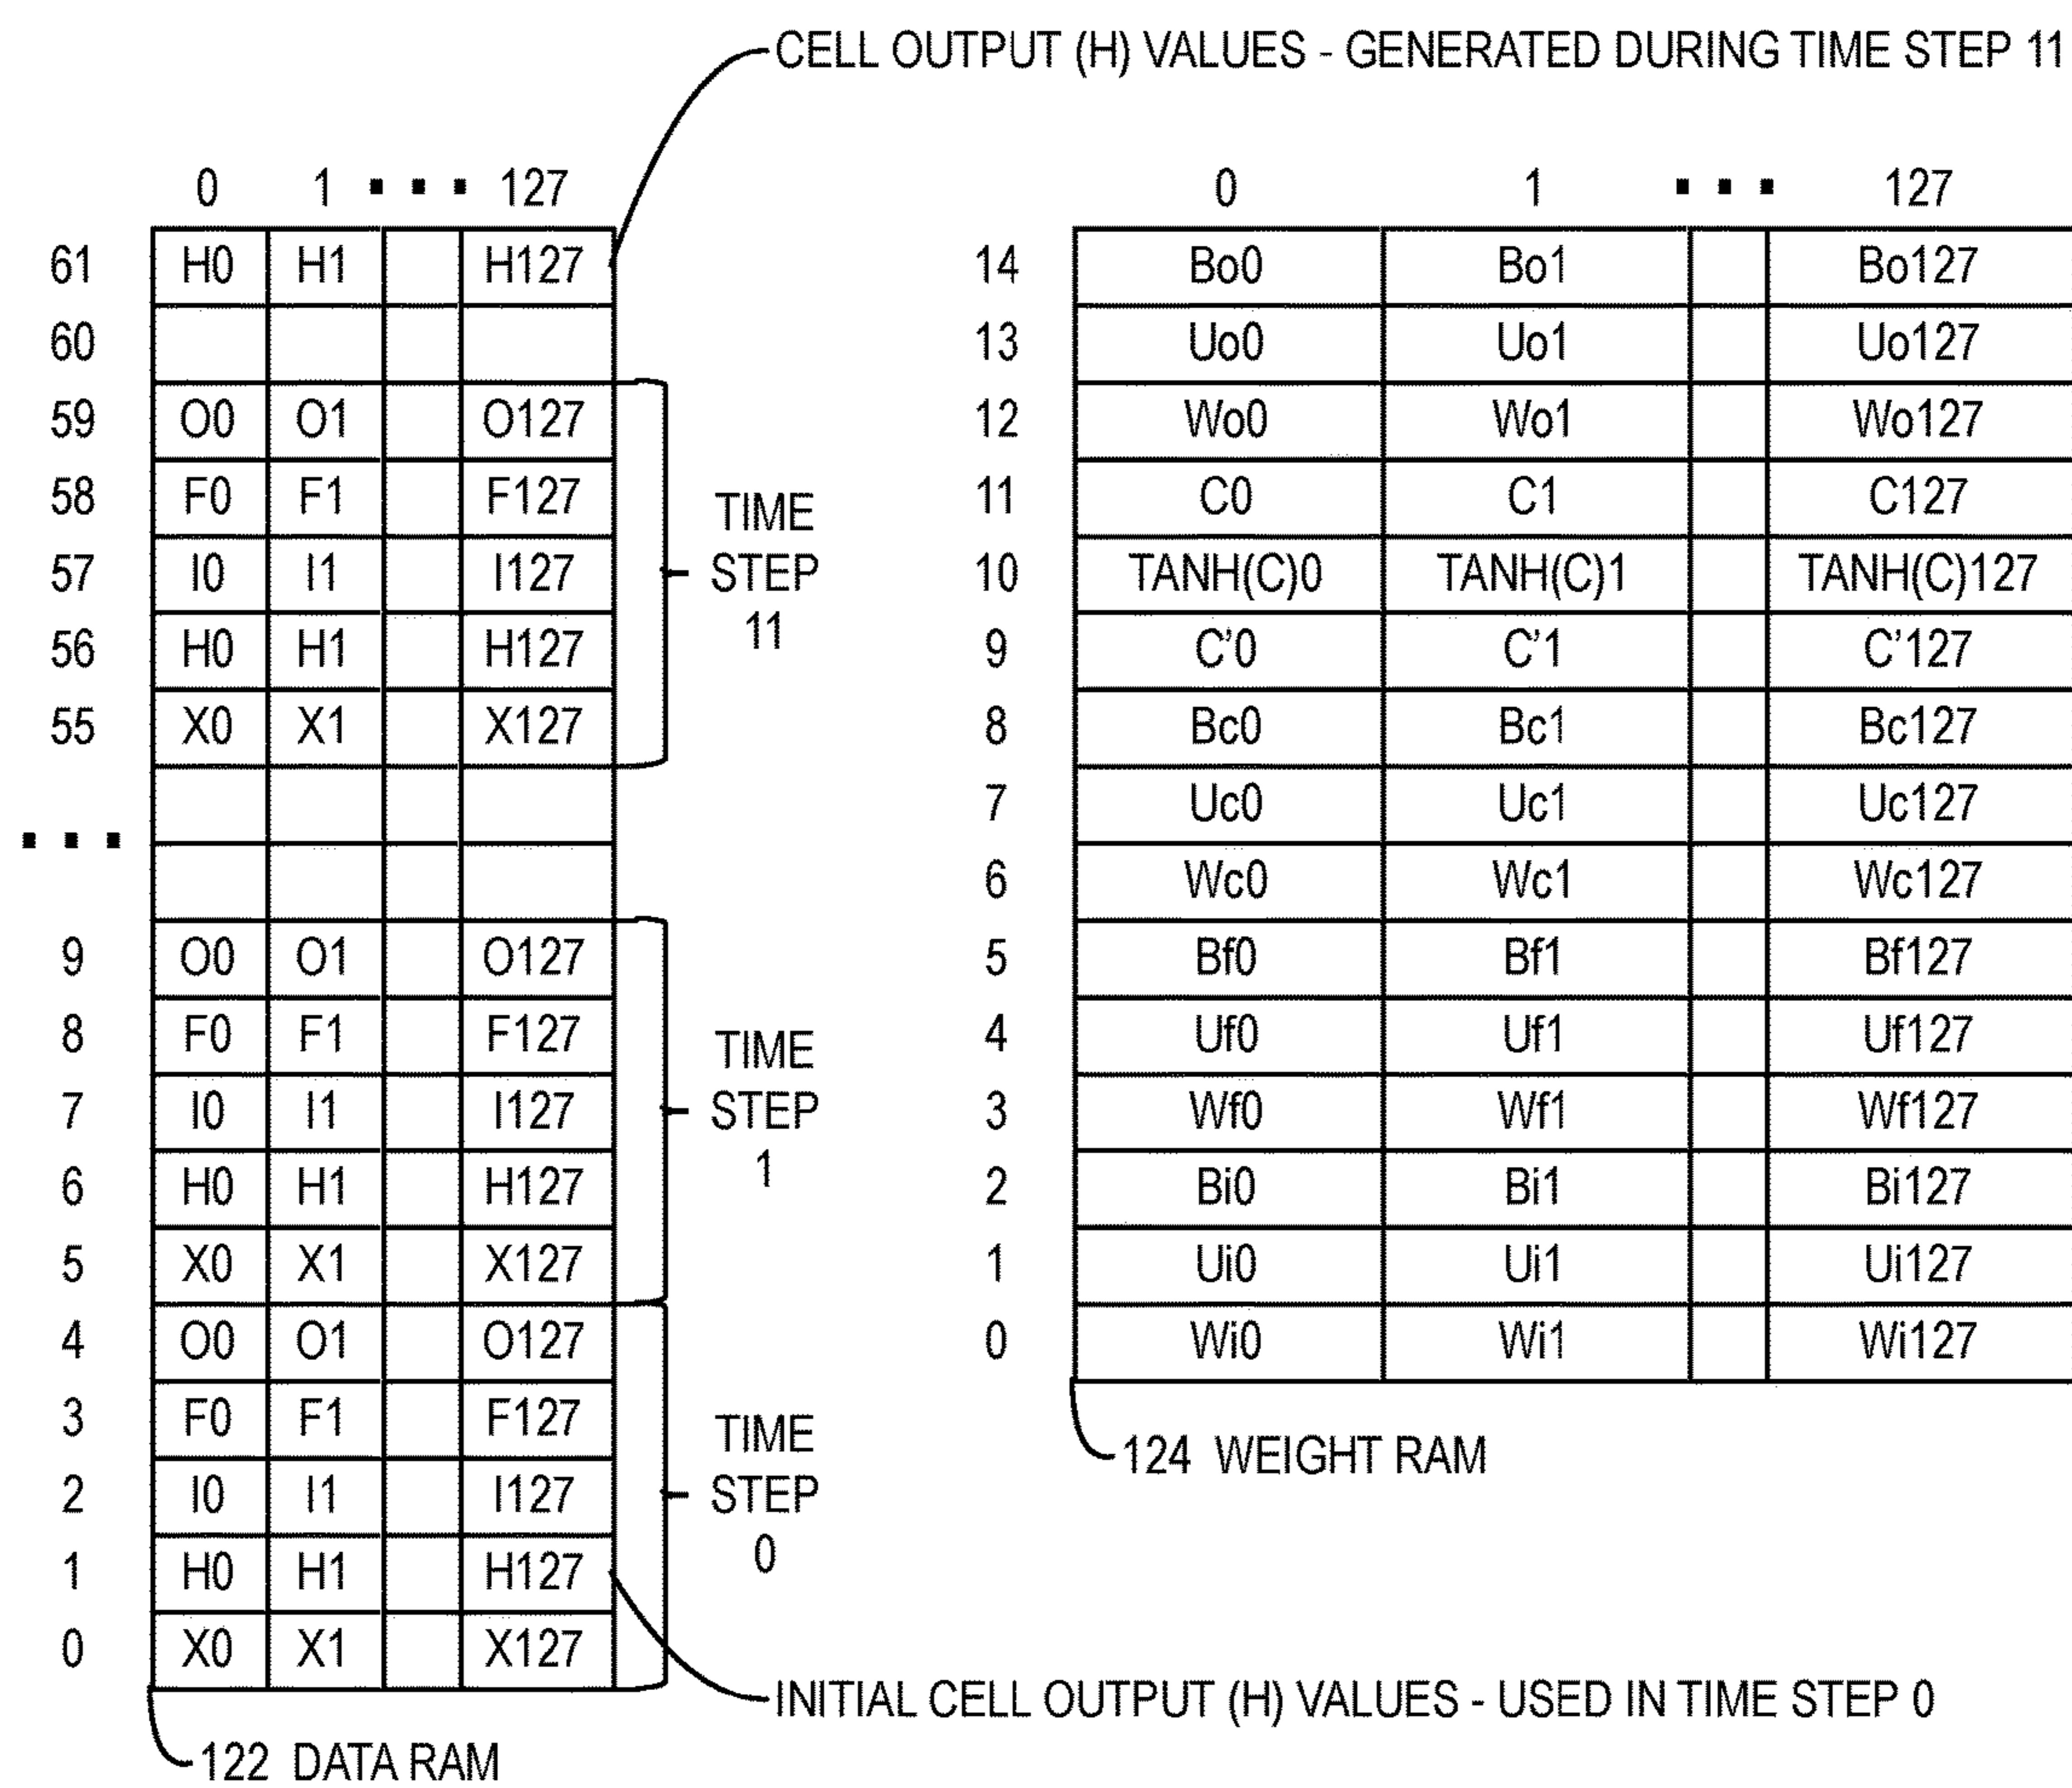 CELL OUTPUT (H) VALUES - GENERATED DURING TIME STEP 11
0 1 ▪ ▪ ▪ 127
61 H0 H1 H127
60
59 O0 O1 O127
58 F0 F1 F127
57 I0 I1 I127
56 H0 H1 H127
55 X0 X1 X127
▪ ▪ ▪
9 O0 O1 O127
8 F0 F1 F127
7 I0 I1 I127
6 H0 H1 H127
5 X0 X1 X127
4 O0 O1 O127
3 F0 F1 F127
2 I0 I1 I127
1 H0 H1 H127
0 X0 X1 X127
TIME
STEP
11
TIME
STEP
1
TIME
STEP
0
INITIAL CELL OUTPUT (H) VALUES - USED IN TIME STEP 0
122 DATA RAM
0 1 ▪ ▪ ▪ 127
14 Bo0 Bo1 Bo127
13 Uo0 Uo1 Uo127
12 Wo0 Wo1 Wo127
11 C0 C1 C127
10 TANH(C)0 TANH(C)1 TANH(C)127
9 C'0 C'1 C'127
8 Bc0 Bc1 Bc127
7 Uc0 Uc1 Uc127
6 Wc0 Wc1 Wc127
5 Bf0 Bf1 Bf127
4 Uf0 Uf1 Uf127
3 Wf0 Wf1 Wf127
2 Bi0 Bi1 Bi127
1 Ui0 Ui1 Ui127
0 Wi0 Wi1 Wi127
124 WEIGHT RAM